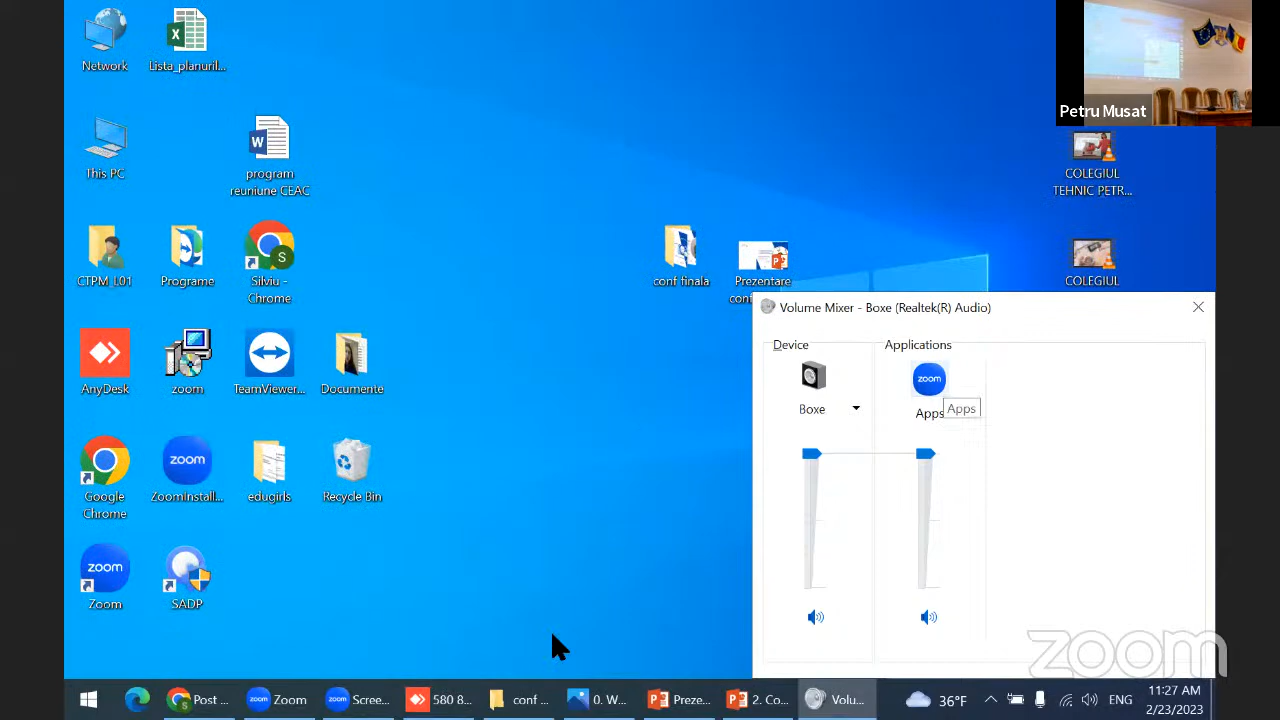 Network
Lista_planuril...
Petru Musat
This PC
program
reuniune CEAC
COLEGIUL
TEHNIC PETR...
CTPM_L01
Programe
Silviu -
Chrome
conf finala
Prezentare
COLEGIUL
Volume Mixer - Boxe (Realtek(R) Audio)
Device
Applications
zoom
Boxe
Apps
Apps
AnyDesk
zoom
TeamViewer...
Documente
zoom
Google
Chrome
ZoomInstall...
edugirls
Recycle Bin
zoom
Zoom
SADP
zoom
Post ...
zoom
Zoom
zoom
Scree...
580 8...
conf ...
0. W...
Preze...
2. Co...
Volu...
36°F
ENG
11:27 AM
2/23/2023